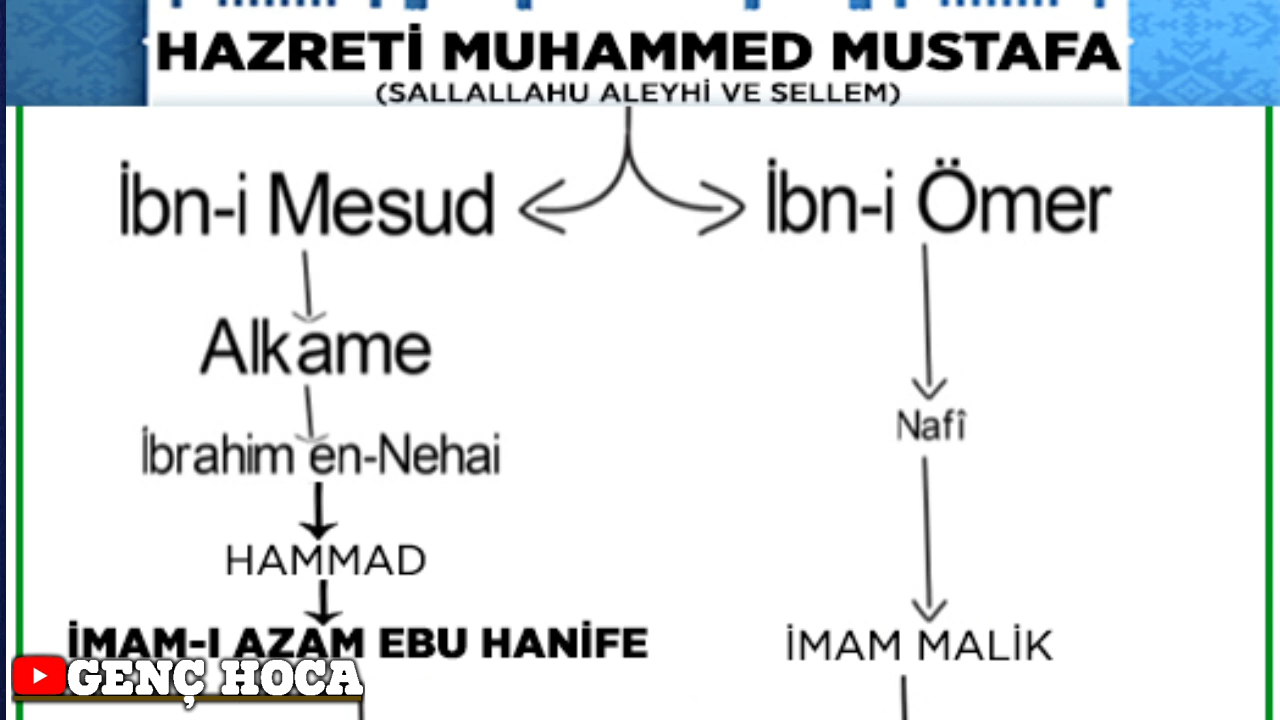 HAZRETİ MUHAMMED MUSTAFA
(SALLALLAHU ALEYHİ VE SELLEM)
İbn-i Mesud
İbn-i Ömer
Alkame
Nafî
İbrahim en-Nehai
HAMMAD
İMAM-I AZAM EBU HANİFE
İMAM MALİK
GENÇ HOCA